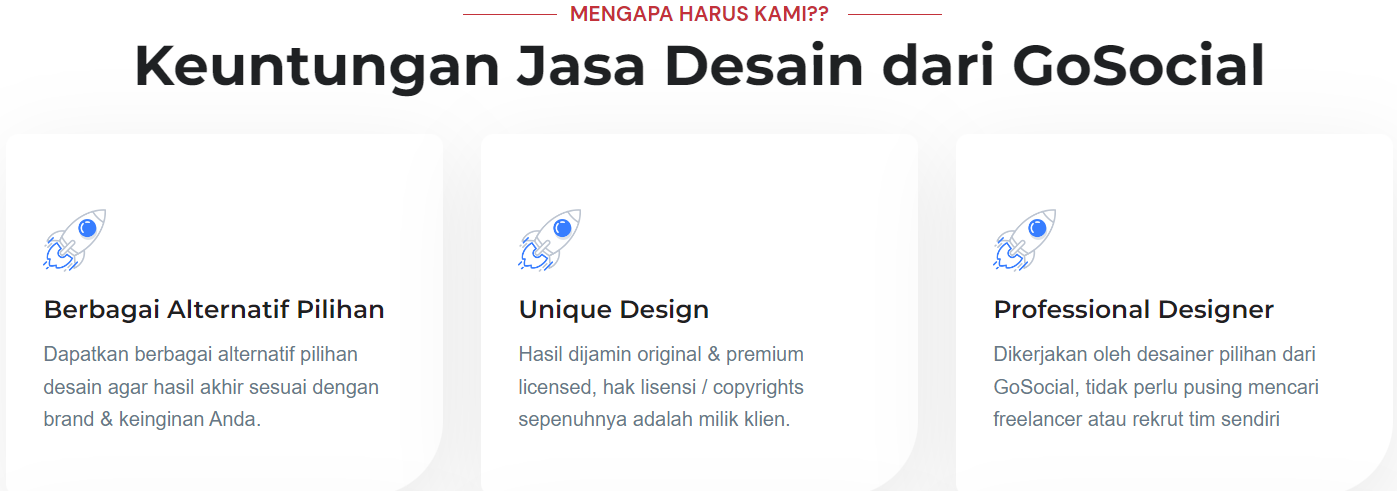 MENGAPA HARUS KAMI??
Keuntungan Jasa Desain dari GoSocial
Berbagai Alternatif Pilihan
Dapatkan berbagai alternatif pilihan
desain agar hasil akhir sesuai dengan
brand & keinginan Anda.
Unique Design
Hasil dijamin original & premium
licensed, hak lisensi / copyrights
sepenuhnya adalah milik klien.
Professional Designer
Dikerjakan oleh desainer pilihan dari
GoSocial, tidak perlu pusing mencari
freelancer atau rekrut tim sendiri